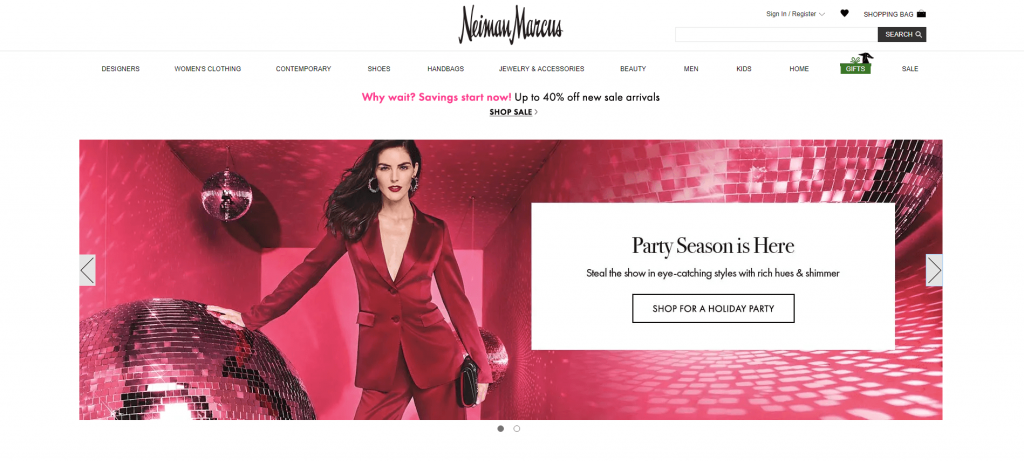 Neiman Marcus
Sign In / Register
SHOPPING BAG
SEARCH
DESIGNERS WOMEN'S CLOTHING CONTEMPORARY SHOES HANDBAGS JEWELRY & ACCESSORIES BEAUTY MEN KIDS HOME GIFTS SALE
Why wait? Savings start now! Up to 40% off new sale arrivals
SHOP SALE >
Party Season is Here
Steal the show in eye-catching styles with rich hues & shimmer
SHOP FOR A HOLIDAY PARTY